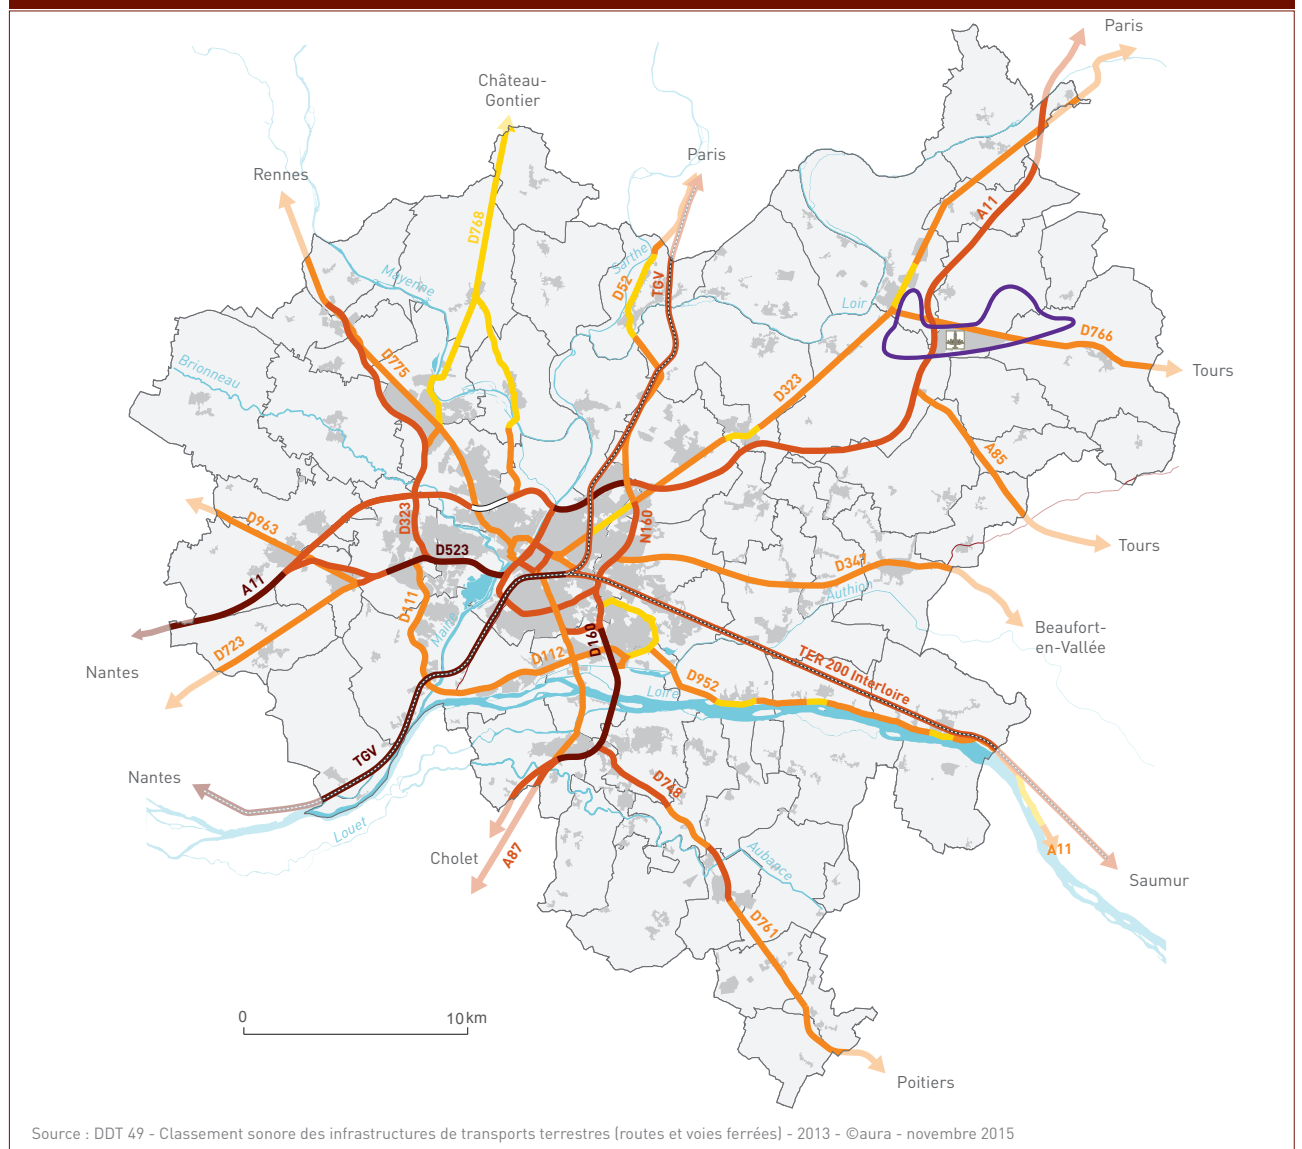 Paris
Château-
Gontier
Paris
Rennes
D768
A11
Mayenne
Sarthe
D52
TGV
Loir
D766
Tours
D775
Brionneau
D323
A85
D963
D323
N160
D523
Tours
A11
D347
Authion
D111
Maine
D723
Beaufort-
en-Vallée
D160
D112
TER 200 Interloire
Nantes
D952
Loire
TGV
Nantes
D748
Louet
Cholet
A87
Aubance
A11
Saumur
D761
0
10 km
Poitiers
Source : DDT 49 - Classement sonore des infrastructures de transports terrestres (routes et voies ferrées) - 2013 - ©aura - novembre 2015